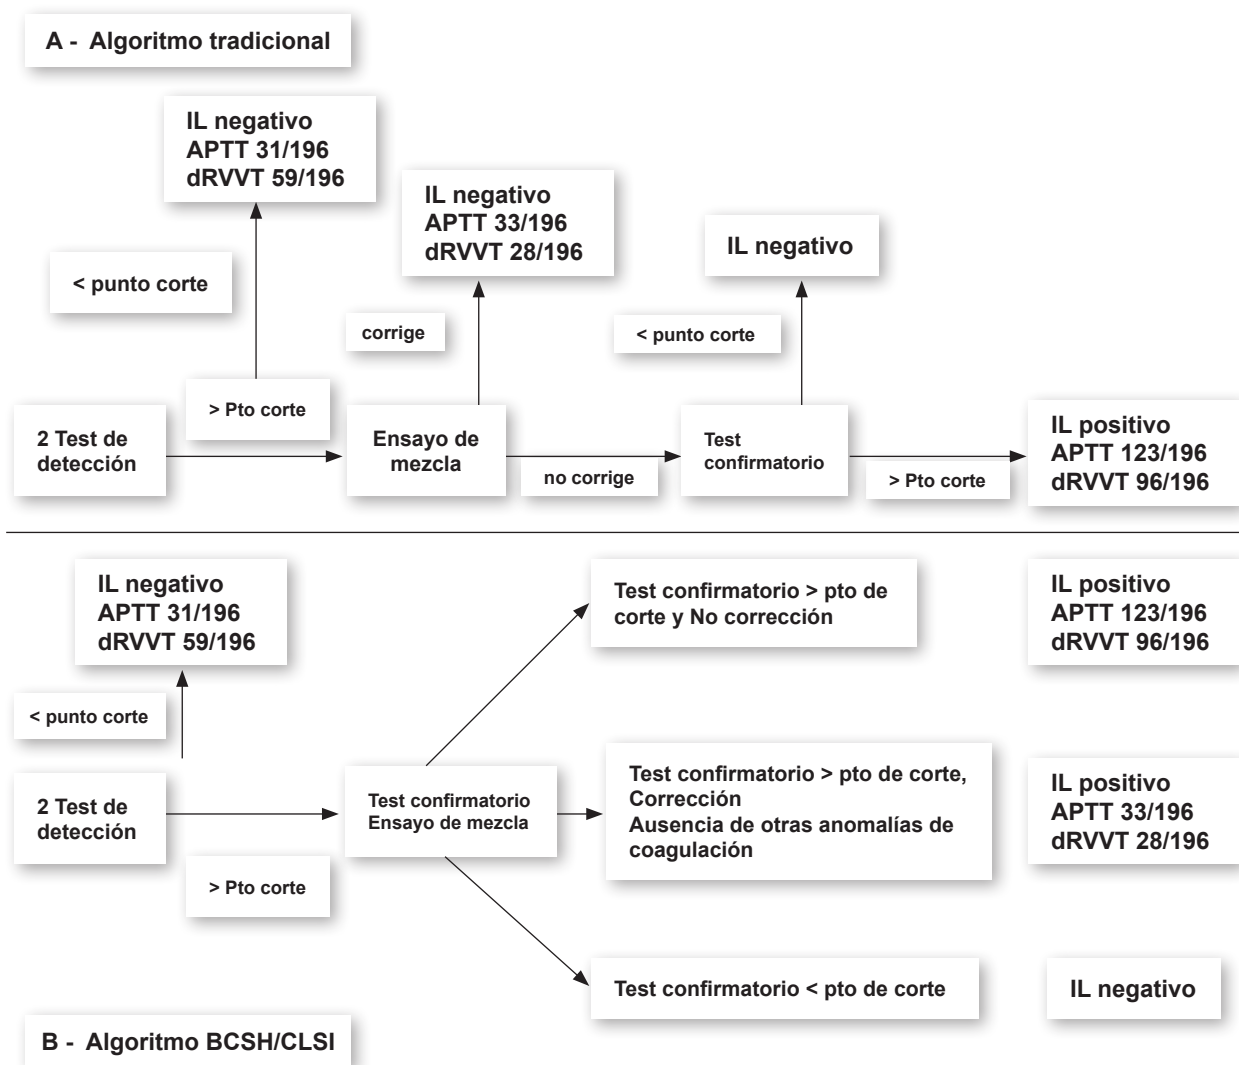 A - Algoritmo tradicional
IL negativo
APTT 31/196
dRVVT 59/196
IL negativo
APTT 33/196
dRVVT 28/196
IL negativo
< punto corte
corrige
< punto corte
> Pto corte
2 Test de
detección
Ensayo de
mezcla
no corrige
Test
confirmatorio
> Pto corte
IL positivo
APTT 123/196
dRVVT 96/196
IL negativo
APTT 31/196
dRVVT 59/196
Test confirmatorio > pto de
corte y No corrección
IL positivo
APTT 123/196
dRVVT 96/196
< punto corte
2 Test de
detección
> Pto corte
Test confirmatorio
Ensayo de mezcla
Test confirmatorio > pto de corte,
Corrección
Ausencia de otras anomalías de
coagulación
IL positivo
APTT 33/196
dRVVT 28/196
Test confirmatorio < pto de corte
IL negativo
B - Algoritmo BCSH/CLSI